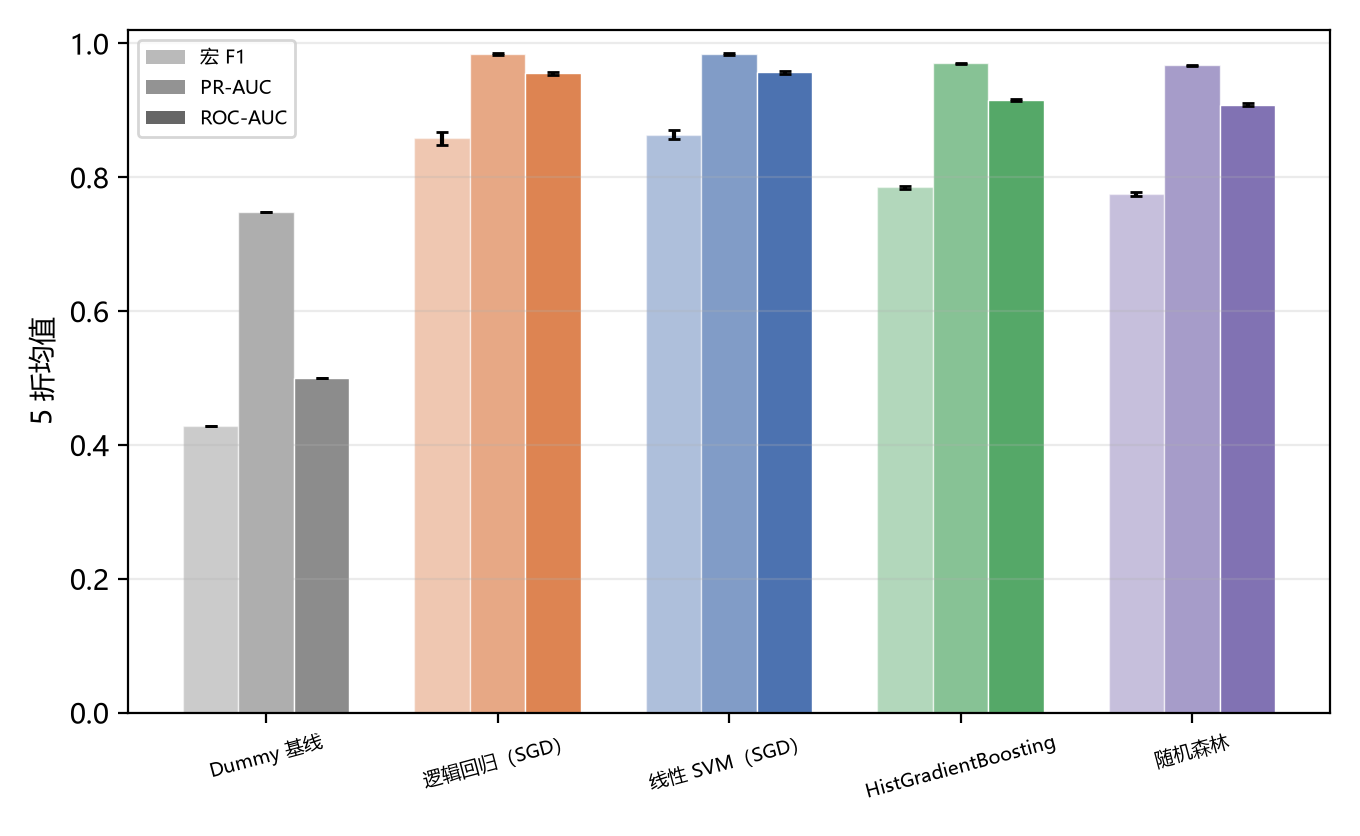 宏 F1
PR-AUC
ROC-AUC
1.0
0.8
0.6
0.4
0.2
0.0
5 折均值
Dummy 基线
逻辑回归（SGD）
线性 SVM（SGD）
HistGradientBoosting
随机森林